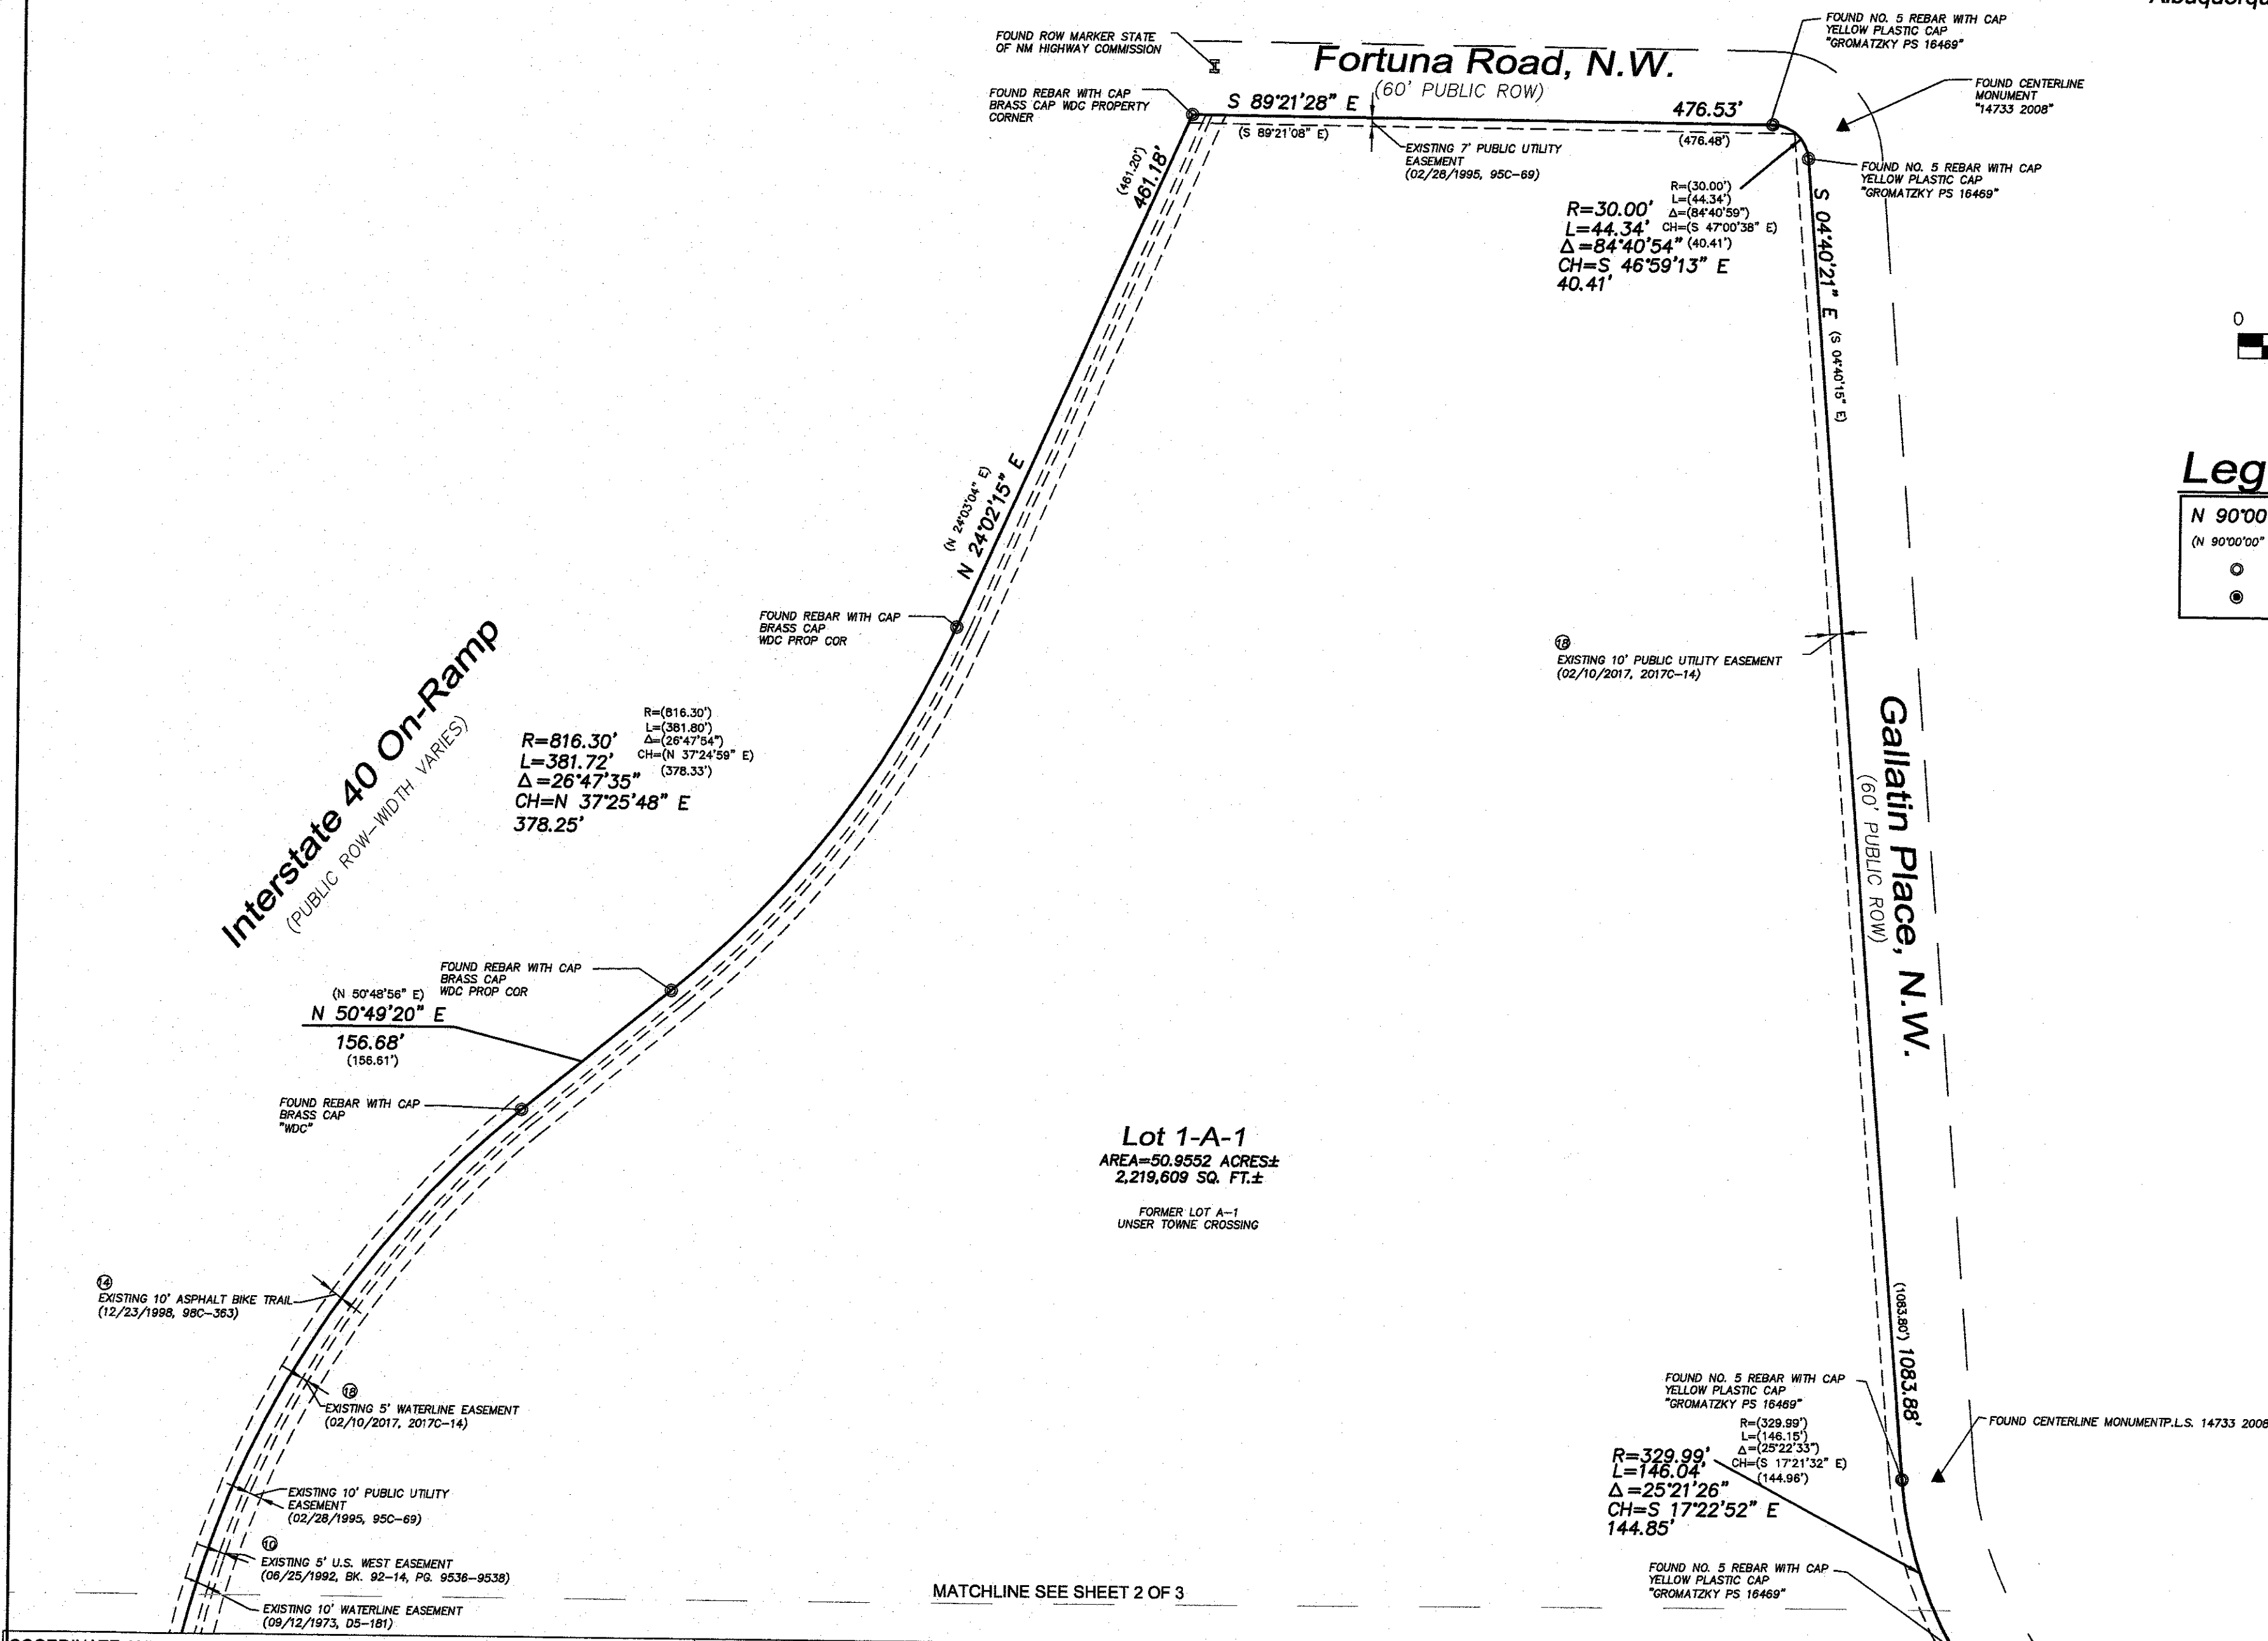 FOUND ROW MARKER STATE
OF NM HIGHWAY COMMISSION
Fortuna Road, N.W.
(60' PUBLIC ROW)
FOUND NO. 5 REBAR WITH CAP
YELLOW PLASTIC CAP
"GROMATZKY PS 16469"
FOUND CENTERLINE
MONUMENT
"14733 2008"
FOUND REBAR WITH CAP
BRASS CAP WDC PROPERTY
CORNER
S 89°21'28" E
476.53'
(S 89°21'08" E)
(476.48')
EXISTING 7' PUBLIC UTILITY
EASEMENT
(02/28/1995, 95C-69)
FOUND NO. 5 REBAR WITH CAP
YELLOW PLASTIC CAP
"GROMATZKY PS 16469"
(461.20')
461.18'
R=(30.00')
L=(44.34')
Δ=(84°40'59")
CH=(S 47°00'38" E)
(40.41')
R=30.00'
L=44.34'
Δ=84°40'54"
CH=S 46°59'13" E
40.41'
S 04°40'21" E
(S 04°40'15" E)
0
Leg
N 90°00
(N 90°00'00"
(N 24°03'04" E)
N 24°02'15" E
FOUND REBAR WITH CAP
BRASS CAP
WDC PROP COR
18
EXISTING 10' PUBLIC UTILITY EASEMENT
(02/10/2017, 2017C-14)
Interstate 40 On-Ramp
(PUBLIC ROW-WIDTH VARIES)
R=(816.30')
L=(381.80')
Δ=(26°47'54")
CH=(N 37°24'59" E)
(378.33')
R=816.30'
L=381.72'
Δ=26°47'35"
CH=N 37°25'48" E
378.25'
Gallatin Place, N.W.
(60' PUBLIC ROW)
FOUND REBAR WITH CAP
BRASS CAP
WDC PROP COR
(N 50°48'56" E)
N 50°49'20" E
156.68'
(156.61')
FOUND REBAR WITH CAP
BRASS CAP
"WDC"
Lot 1-A-1
AREA=50.9552 ACRES±
2,219,609 SQ. FT.±
FORMER LOT A-1
UNSER TOWNE CROSSING
14
EXISTING 10' ASPHALT BIKE TRAIL
(12/23/1998, 98C-363)
(1083.80')
1083.88'
18
EXISTING 5' WATERLINE EASEMENT
(02/10/2017, 2017C-14)
FOUND NO. 5 REBAR WITH CAP
YELLOW PLASTIC CAP
"GROMATZKY PS 16469"
FOUND CENTERLINE MONUMENTP.L.S. 14733 2008
R=(329.99')
L=(146.15')
Δ=(25°22'33")
CH=(S 17°21'32" E)
(144.96')
R=329.99'
L=146.04'
Δ=25°21'26"
CH=S 17°22'52" E
144.85'
EXISTING 10' PUBLIC UTILITY
EASEMENT
(02/28/1995, 95C-69)
10
EXISTING 5' U.S. WEST EASEMENT
(06/25/1992, BK. 92-14, PG. 9536-9538)
EXISTING 10' WATERLINE EASEMENT
(09/12/1973, D5-181)
MATCHLINE SEE SHEET 2 OF 3
FOUND NO. 5 REBAR WITH CAP
YELLOW PLASTIC CAP
"GROMATZKY PS 16469"